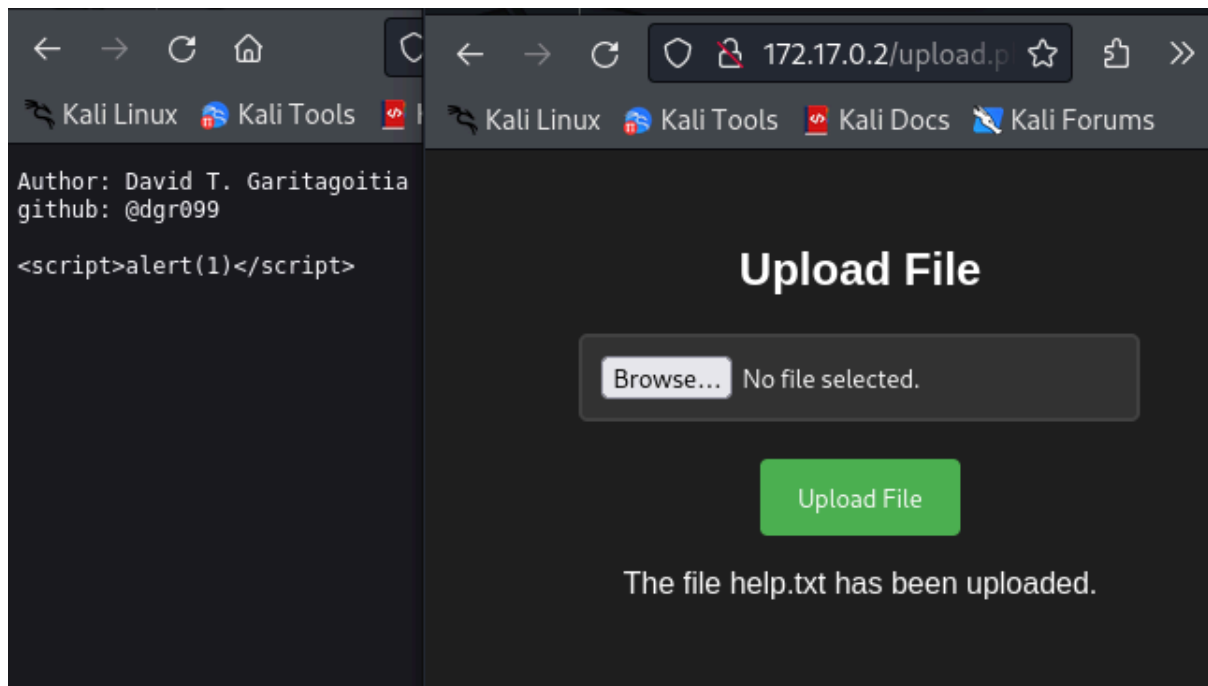 Kali Linux Kali Tools
Author: David T. Garitagoitia
github: @dgr099
<script>alert(1)</script>
172.17.0.2/upload.p
Kali Linux Kali Tools Kali Docs Kali Forums
Upload File
Browse... No file selected.
Upload File
The file help.txt has been uploaded.